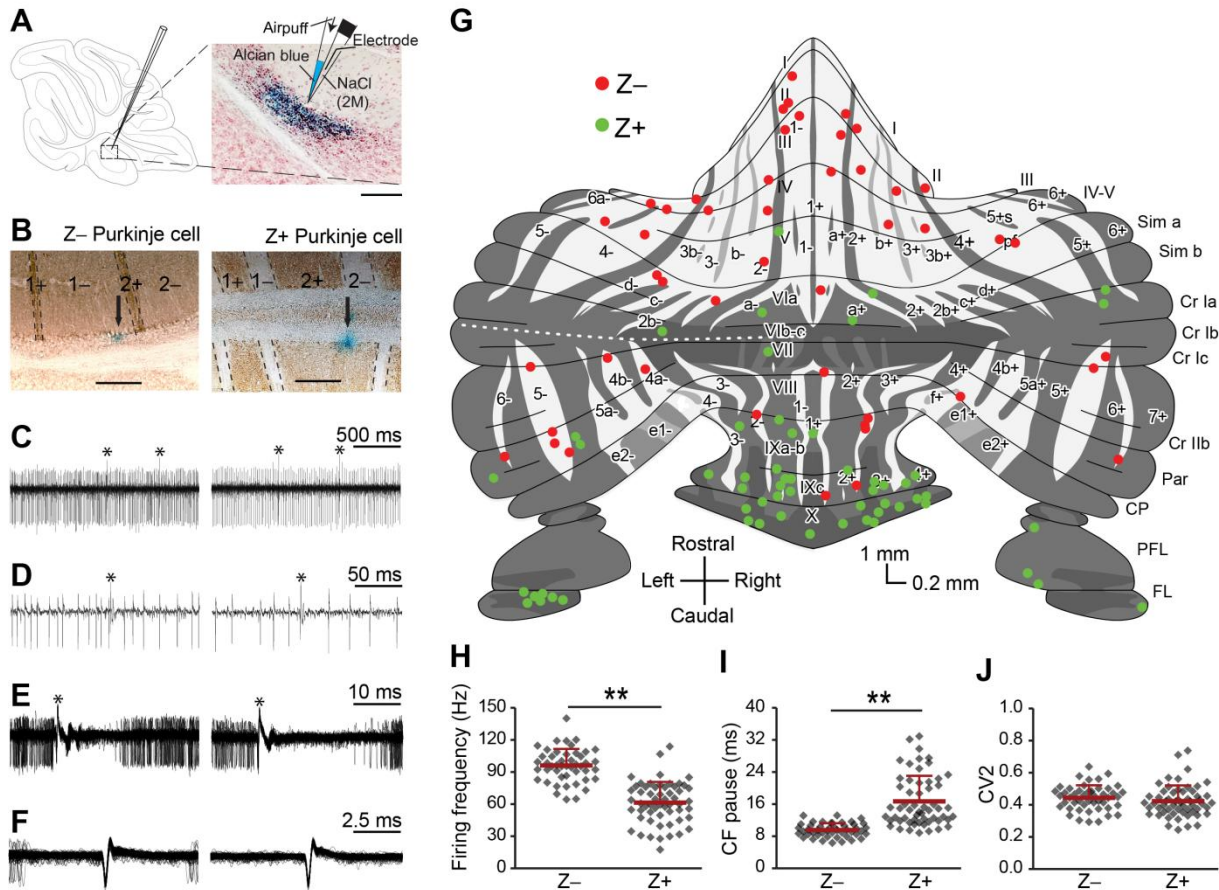 A
Airpuff
Electrode
Alcian blue
NaCl
(2M)
B
Z– Purkinje cell
Z+ Purkinje cell
1+ 1– 2+ 2–
1+ 1– 2+ 2–
C
500 ms
* * * *
D
50 ms
* *
E
10 ms
* *
F
2.5 ms
G
Z–
Z+
I
II
1-
III
I
II
III
6+
IV-V
6a-
IV
1+
5+s
6+
5-
V
a+
2+
b+
3+
4+
pf
5+
6+
Sim a
4-
3b-
3-
b-
2-
1-
3b+
Sim b
d-
c-
2b-
a-
VIa
a+
2+
2b+
c+
d+
Cr Ia
VIb-c
Cr Ib
VII
Cr Ic
6-
5-
5a-
4b-
4a-
3-
4-
VIII
2+
3+
4+
4b+
5a+
5+
6+
7+
1-
f+
e1+
e2+
e1-
e2-
3-
2-
1+
IXa-b
Cr IIb
IXc
2+
3+
4+
Par
X
CP
PFL
FL
Rostral
Left
Right
Caudal
1 mm
0.2 mm
H
**
Firing frequency (Hz)
150
120
90
60
30
0
Z–
Z+
I
**
CF pause (ms)
40
32
24
16
8
0
Z–
Z+
J
CV2
1.0
0.8
0.6
0.4
0.2
0.0
Z–
Z+